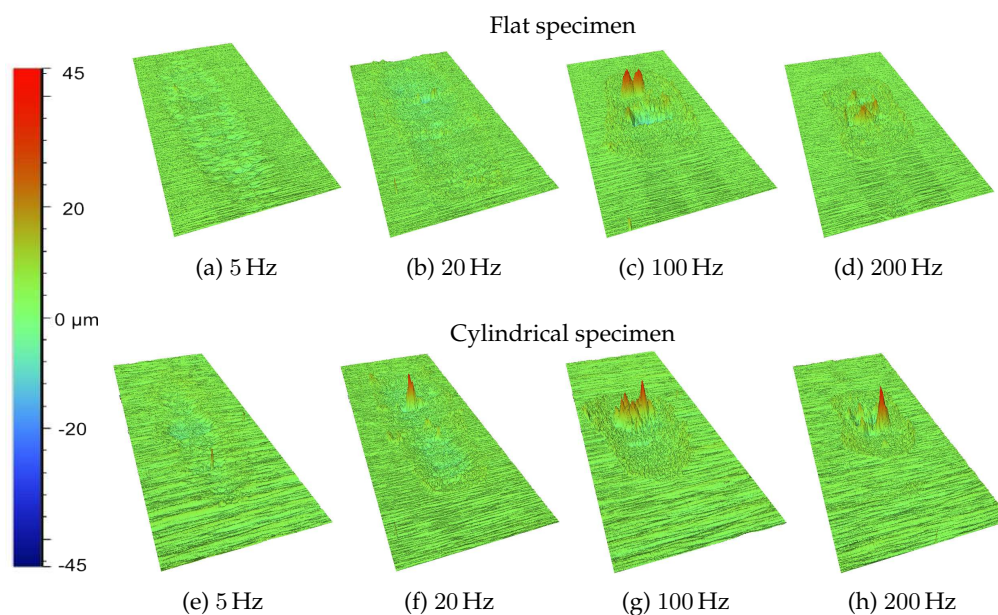 Flat specimen
45
20
0 µm
-20
-45
(a) 5 Hz
(b) 20 Hz
(c) 100 Hz
(d) 200 Hz
Cylindrical specimen
(e) 5 Hz
(f) 20 Hz
(g) 100 Hz
(h) 200 Hz